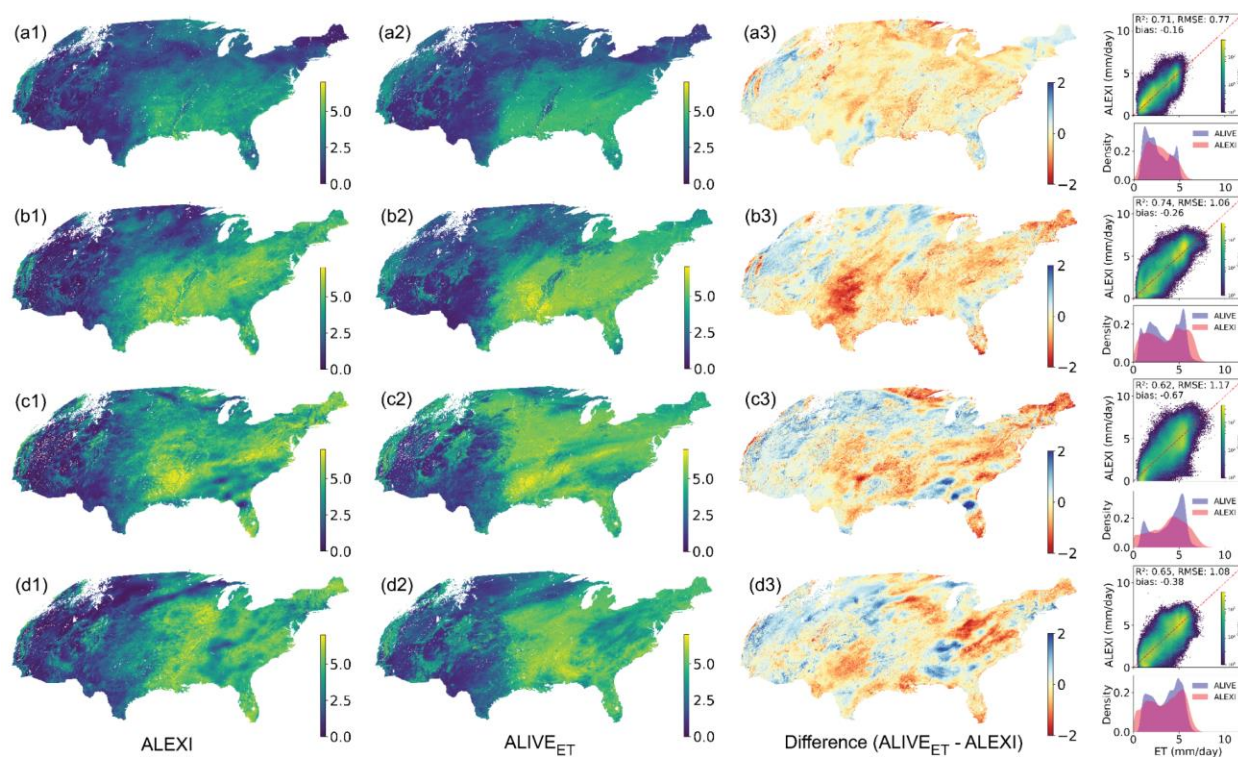 (a1)
5.0
2.5
0.0
(a2)
5.0
2.5
0.0
(a3)
2
0
−2
R²: 0.71, RMSE: 0.77
bias: -0.16
ALEXI (mm/day)
10
5
0
Density
0.2
0.0
ALIVE
ALEXI
0 5 10
(b1)
5.0
2.5
0.0
(b2)
5.0
2.5
0.0
(b3)
2
0
−2
R²: 0.74, RMSE: 1.06
bias: -0.26
ALEXI (mm/day)
10
5
0
Density
0.2
0.0
ALIVE
ALEXI
(c1)
5.0
2.5
0.0
(c2)
5.0
2.5
0.0
(c3)
2
0
−2
R²: 0.62, RMSE: 1.17
bias: -0.67
ALEXI (mm/day)
10
5
0
Density
0.2
0.0
ALIVE
ALEXI
0 5 10
(d1)
5.0
2.5
0.0
(d2)
5.0
2.5
0.0
(d3)
2
0
−2
R²: 0.65, RMSE: 1.08
bias: -0.38
ALEXI (mm/day)
10
5
0
Density
0.2
0.0
ALIVE
ALEXI
0 5 10
ET (mm/day)
ALEXI
ALIVE_ET
Difference (ALIVE_ET - ALEXI)